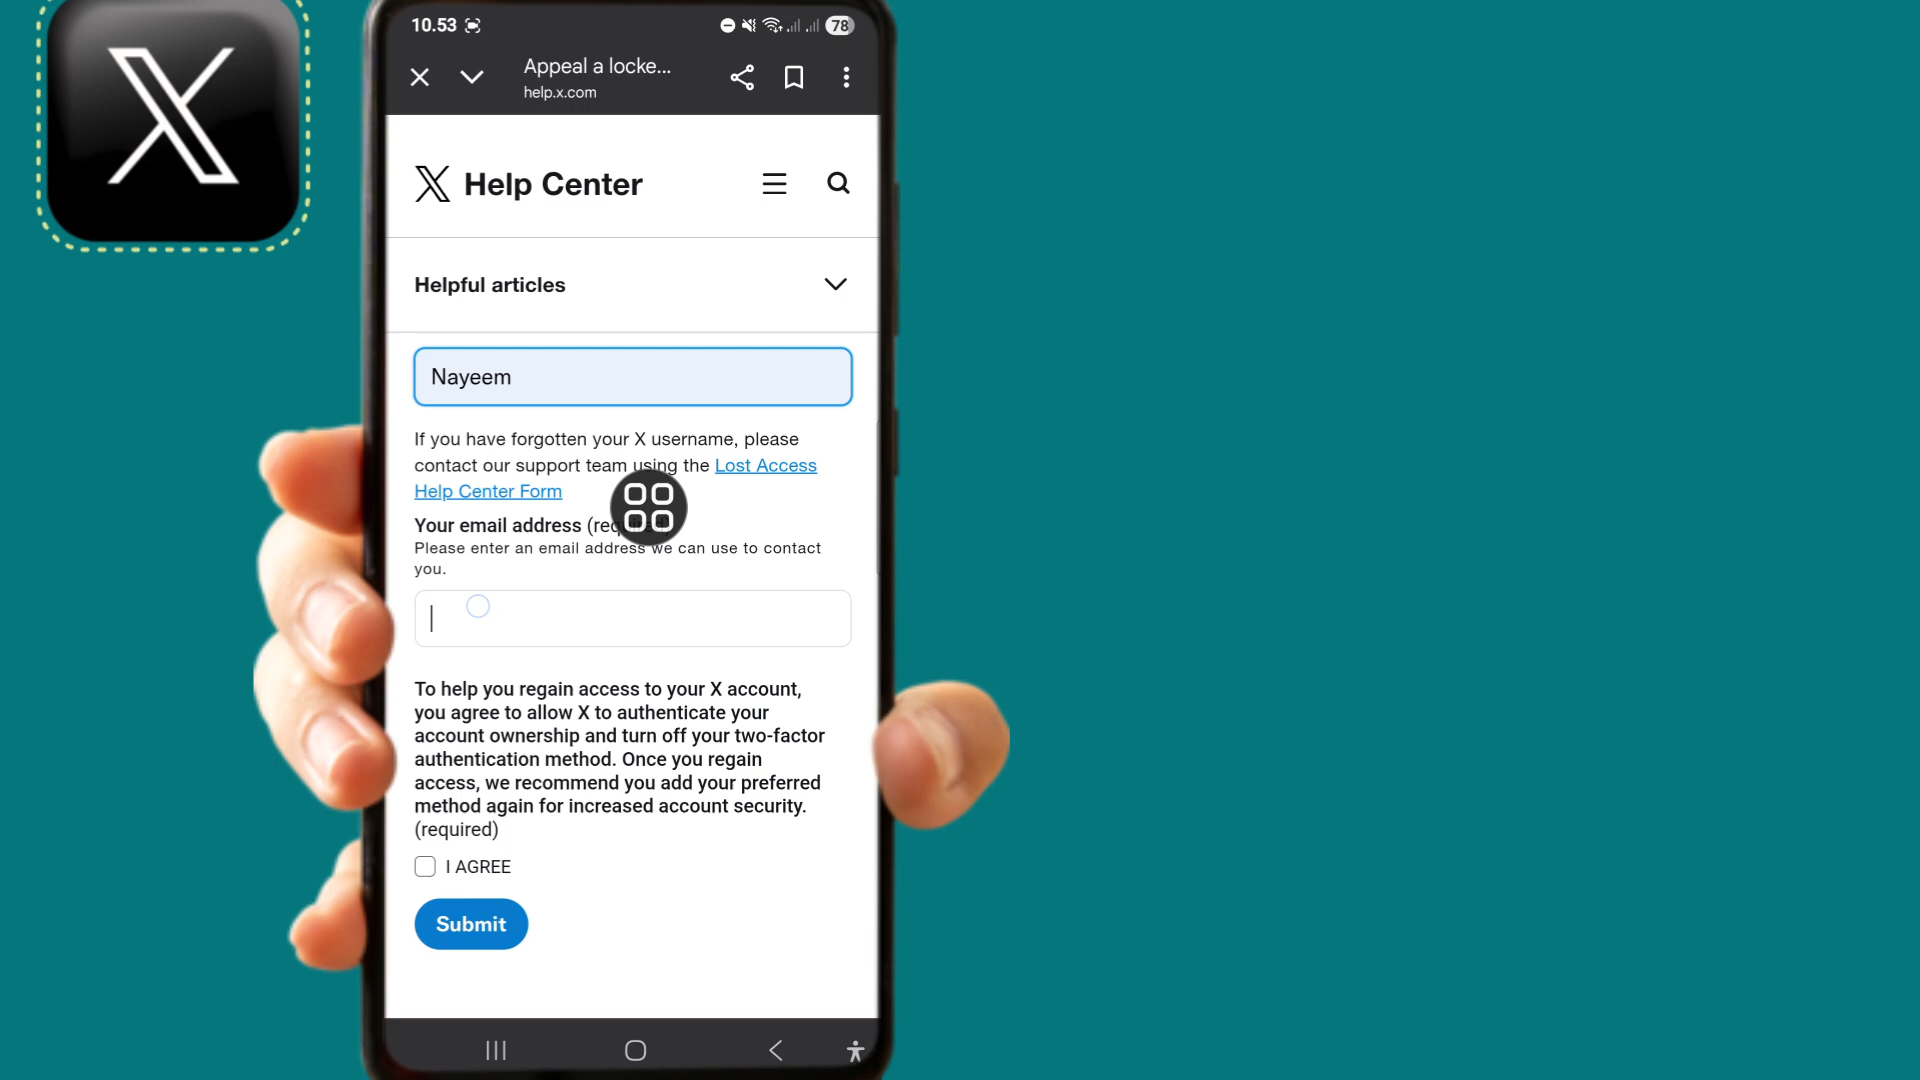 10.53
78
Appeal a locke...
help.x.com
X Help Center
Helpful articles
Nayeem
If you have forgotten your X username, please
contact our support team using the Lost Access
Help Center Form
Your email address (required)
Please enter an email address we can use to contact
you.
To help you regain access to your X account,
you agree to allow X to authenticate your
account ownership and turn off your two-factor
authentication method. Once you regain
access, we recommend you add your preferred
method again for increased account security.
(required)
I AGREE
Submit